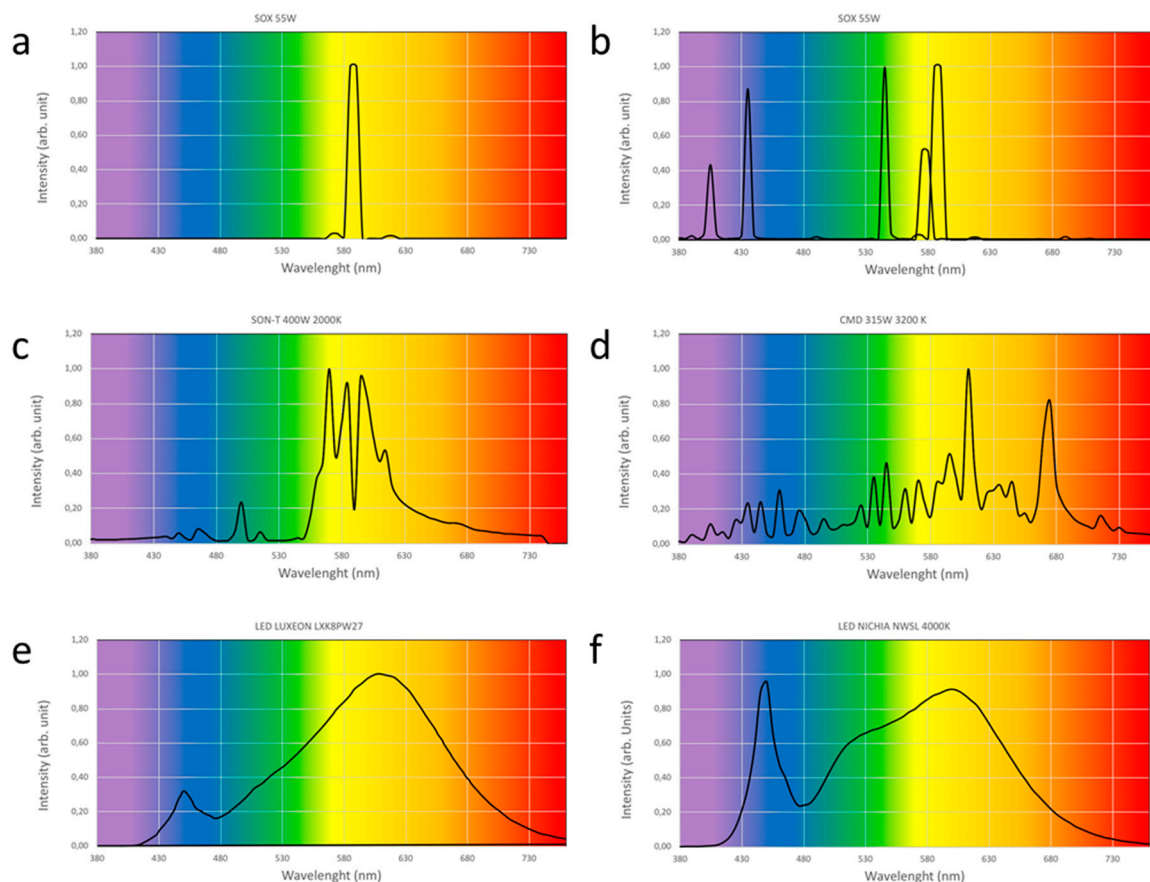 a
SOX 55W
1,20
1,00
0,80
0,60
0,40
0,20
0,00
Intensity (arb. unit)
380 430 480 530 580 630 680 730
Wavelenght (nm)
b
SOX 55W
1,20
1,00
0,80
0,60
0,40
0,20
0,00
Intensity (arb. unit)
380 430 480 530 580 630 680 730
Wavelenght (nm)
c
SON-T 400W 2000K
1,20
1,00
0,80
0,60
0,40
0,20
0,00
Intensity (arb. unit)
380 430 480 530 580 630 680 730
Wavelenght (nm)
d
CMD 315W 3200 K
1,20
1,00
0,80
0,60
0,40
0,20
0,00
Intensity (arb. unit)
380 430 480 530 580 630 680 730
Wavelenght (nm)
e
LED LUXEON LXK8PW27
1,20
1,00
0,80
0,60
0,40
0,20
0,00
Intensity (arb. unit)
380 430 480 530 580 630 680 730
Wavelenght (nm)
f
LED NICHIA NWSL 4000K
1,20
1,00
0,80
0,60
0,40
0,20
0,00
Intensity (arb. Units)
380 430 480 530 580 630 680 730
Wavelenght (nm)